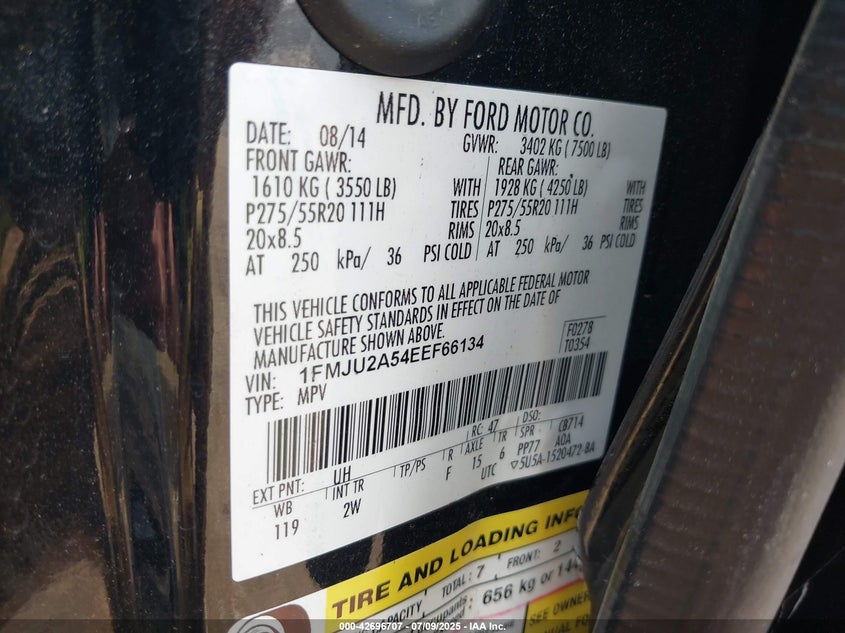 MFD. BY FORD MOTOR CO.
DATE: 08/14 GVWR: 3402 KG ( 7500 LB)
FRONT GAWR: REAR GAWR:
1610 KG ( 3550 LB) WITH 1928 KG ( 4250 LB) WITH
P275/55R20 111H TIRES P275/55R20 111H TIRES
20x8.5 RIMS 20x8.5 RIMS
AT 250 kPa/ 36 PSI COLD AT 250 kPa/ 36 PSI COLD
THIS VEHICLE CONFORMS TO ALL APPLICABLE FEDERAL MOTOR
VEHICLE SAFETY STANDARDS IN EFFECT ON THE DATE OF
MANUFACTURE SHOWN ABOVE.
F0278
T0354
VIN: 1FMJU2A54EEF66134
TYPE: MPV
RC: 47 DSO:
EXT PNT: UH TP/PS R AXLE TR SPR CB714
F 15 6 PP77 AOA
WB INT TR UTC ▽5U5A-1520472-BA
119 2W
TIRE AND LOADING INFO
CAPACITY TOTAL: 7 FRONT: 2
656 kg or 144
SEE OWNER
000-42696707 - 07/09/2025 - IAA Inc.